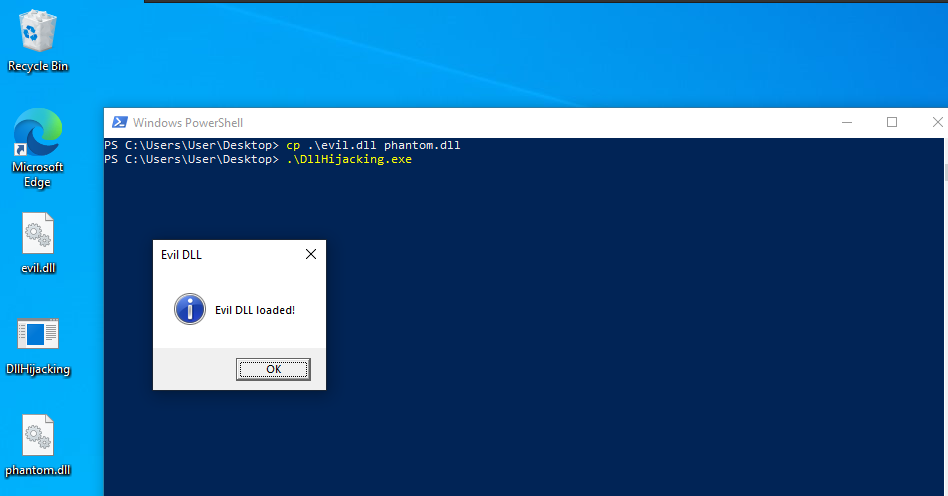 Recycle Bin
Microsoft
Edge
evil.dll
DllHijacking
phantom.dll
Windows PowerShell
PS C:\Users\User\Desktop> cp .\evil.dll phantom.dll
PS C:\Users\User\Desktop> .\DllHijacking.exe
Evil DLL
Evil DLL loaded!
OK